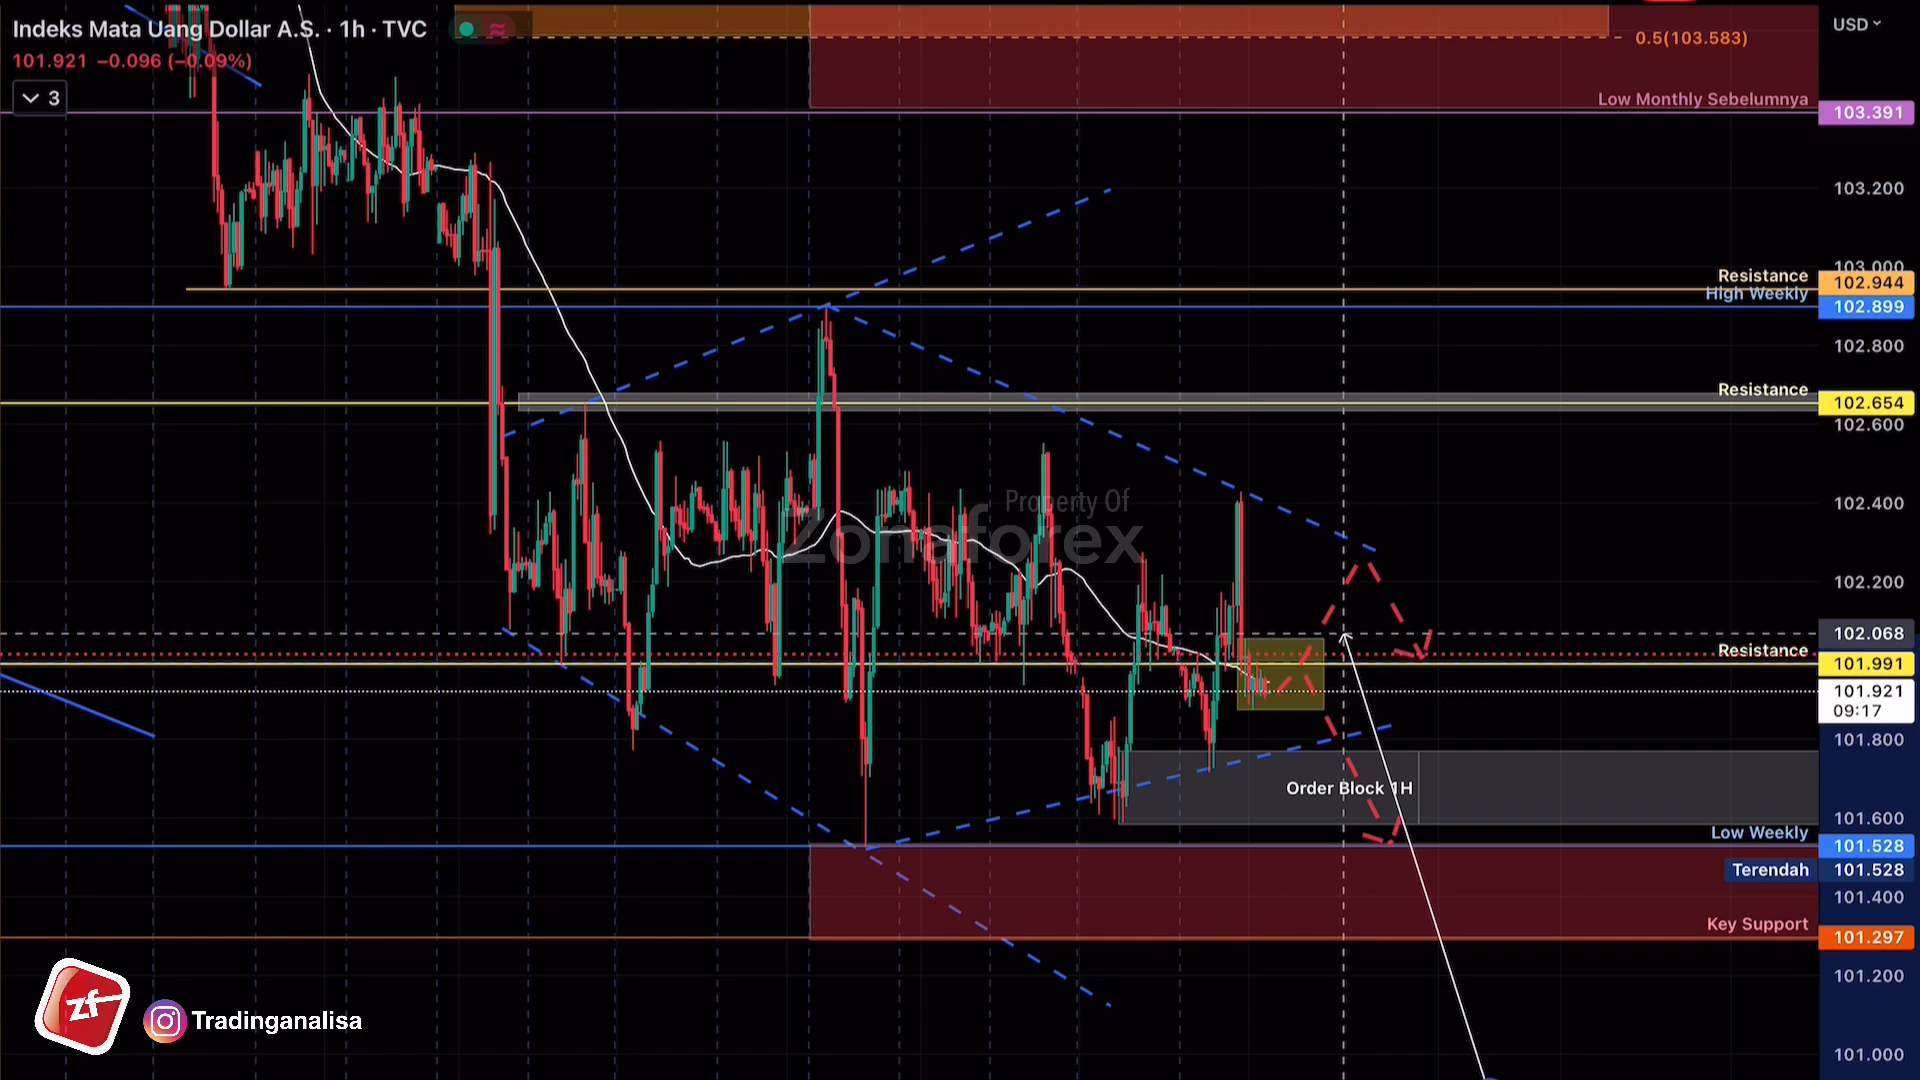 Indeks Mata Uang Dollar A.S. · 1h · TVC
USD
101.921 −0.096 (−0.09%)
3
0.5(103.583)
Low Monthly Sebelumnya
103.391
103.200
103.000
Resistance
102.944
High Weekly
102.899
102.800
Resistance
102.654
102.600
102.400
Property Of
Zonaforex
102.200
102.068
Resistance
101.991
101.921
09:17
101.800
Order Block 1H
101.600
Low Weekly
101.528
Terendah
101.528
101.400
Key Support
101.297
101.200
101.000
zf
Tradinganalisa